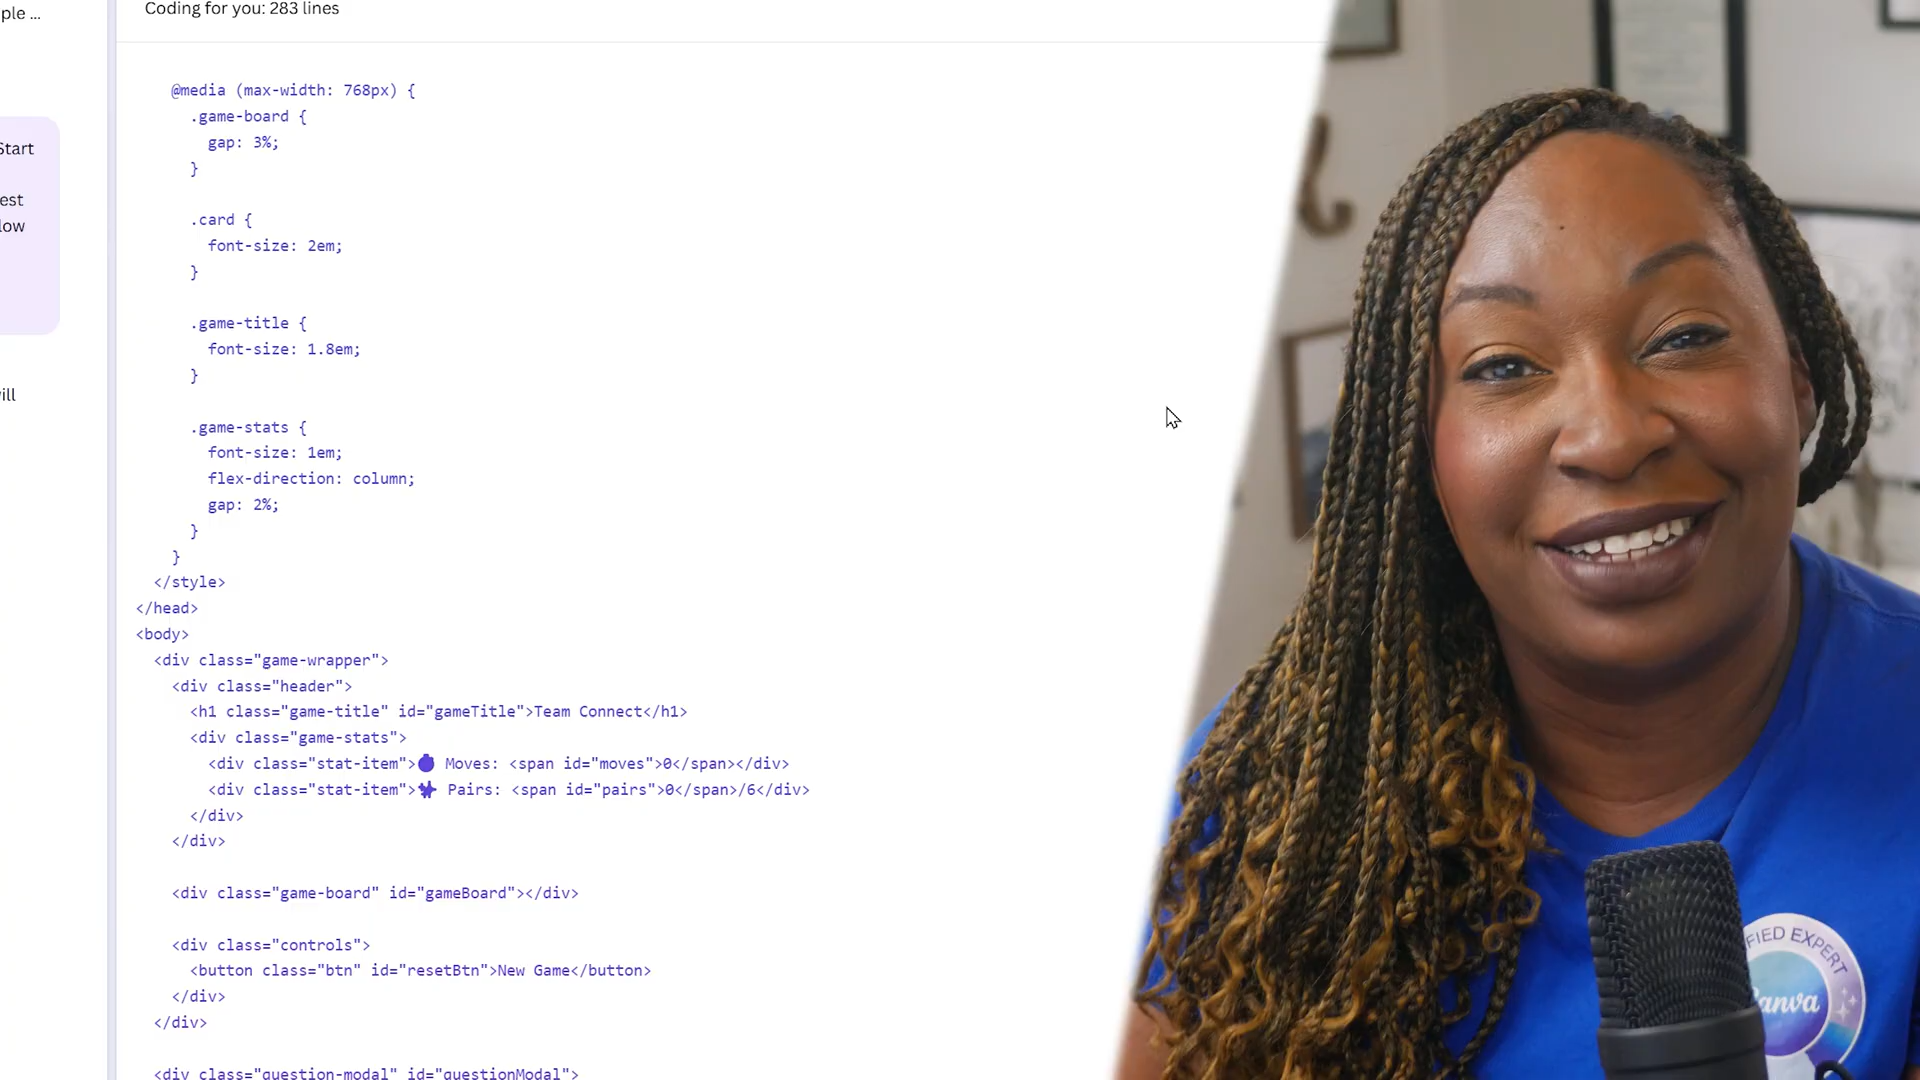 ple ...
Coding for you: 283 lines
Start
est
low
ill
@media (max-width: 768px) {
.game-board {
gap: 3%;
}
.card {
font-size: 2em;
}
.game-title {
font-size: 1.8em;
}
.game-stats {
font-size: 1em;
flex-direction: column;
gap: 2%;
}
}
</style>
</head>
<body>
<div class="game-wrapper">
<div class="header">
<h1 class="game-title" id="gameTitle">Team Connect</h1>
<div class="game-stats">
<div class="stat-item"> Moves: <span id="moves">0</span></div>
<div class="stat-item"> Pairs: <span id="pairs">0</span>/6</div>
</div>
</div>
<div class="game-board" id="gameBoard"></div>
<div class="controls">
<button class="btn" id="resetBtn">New Game</button>
</div>
</div>
<div class="question-modal" id="questionModal">
FIED EXPERT
Canva